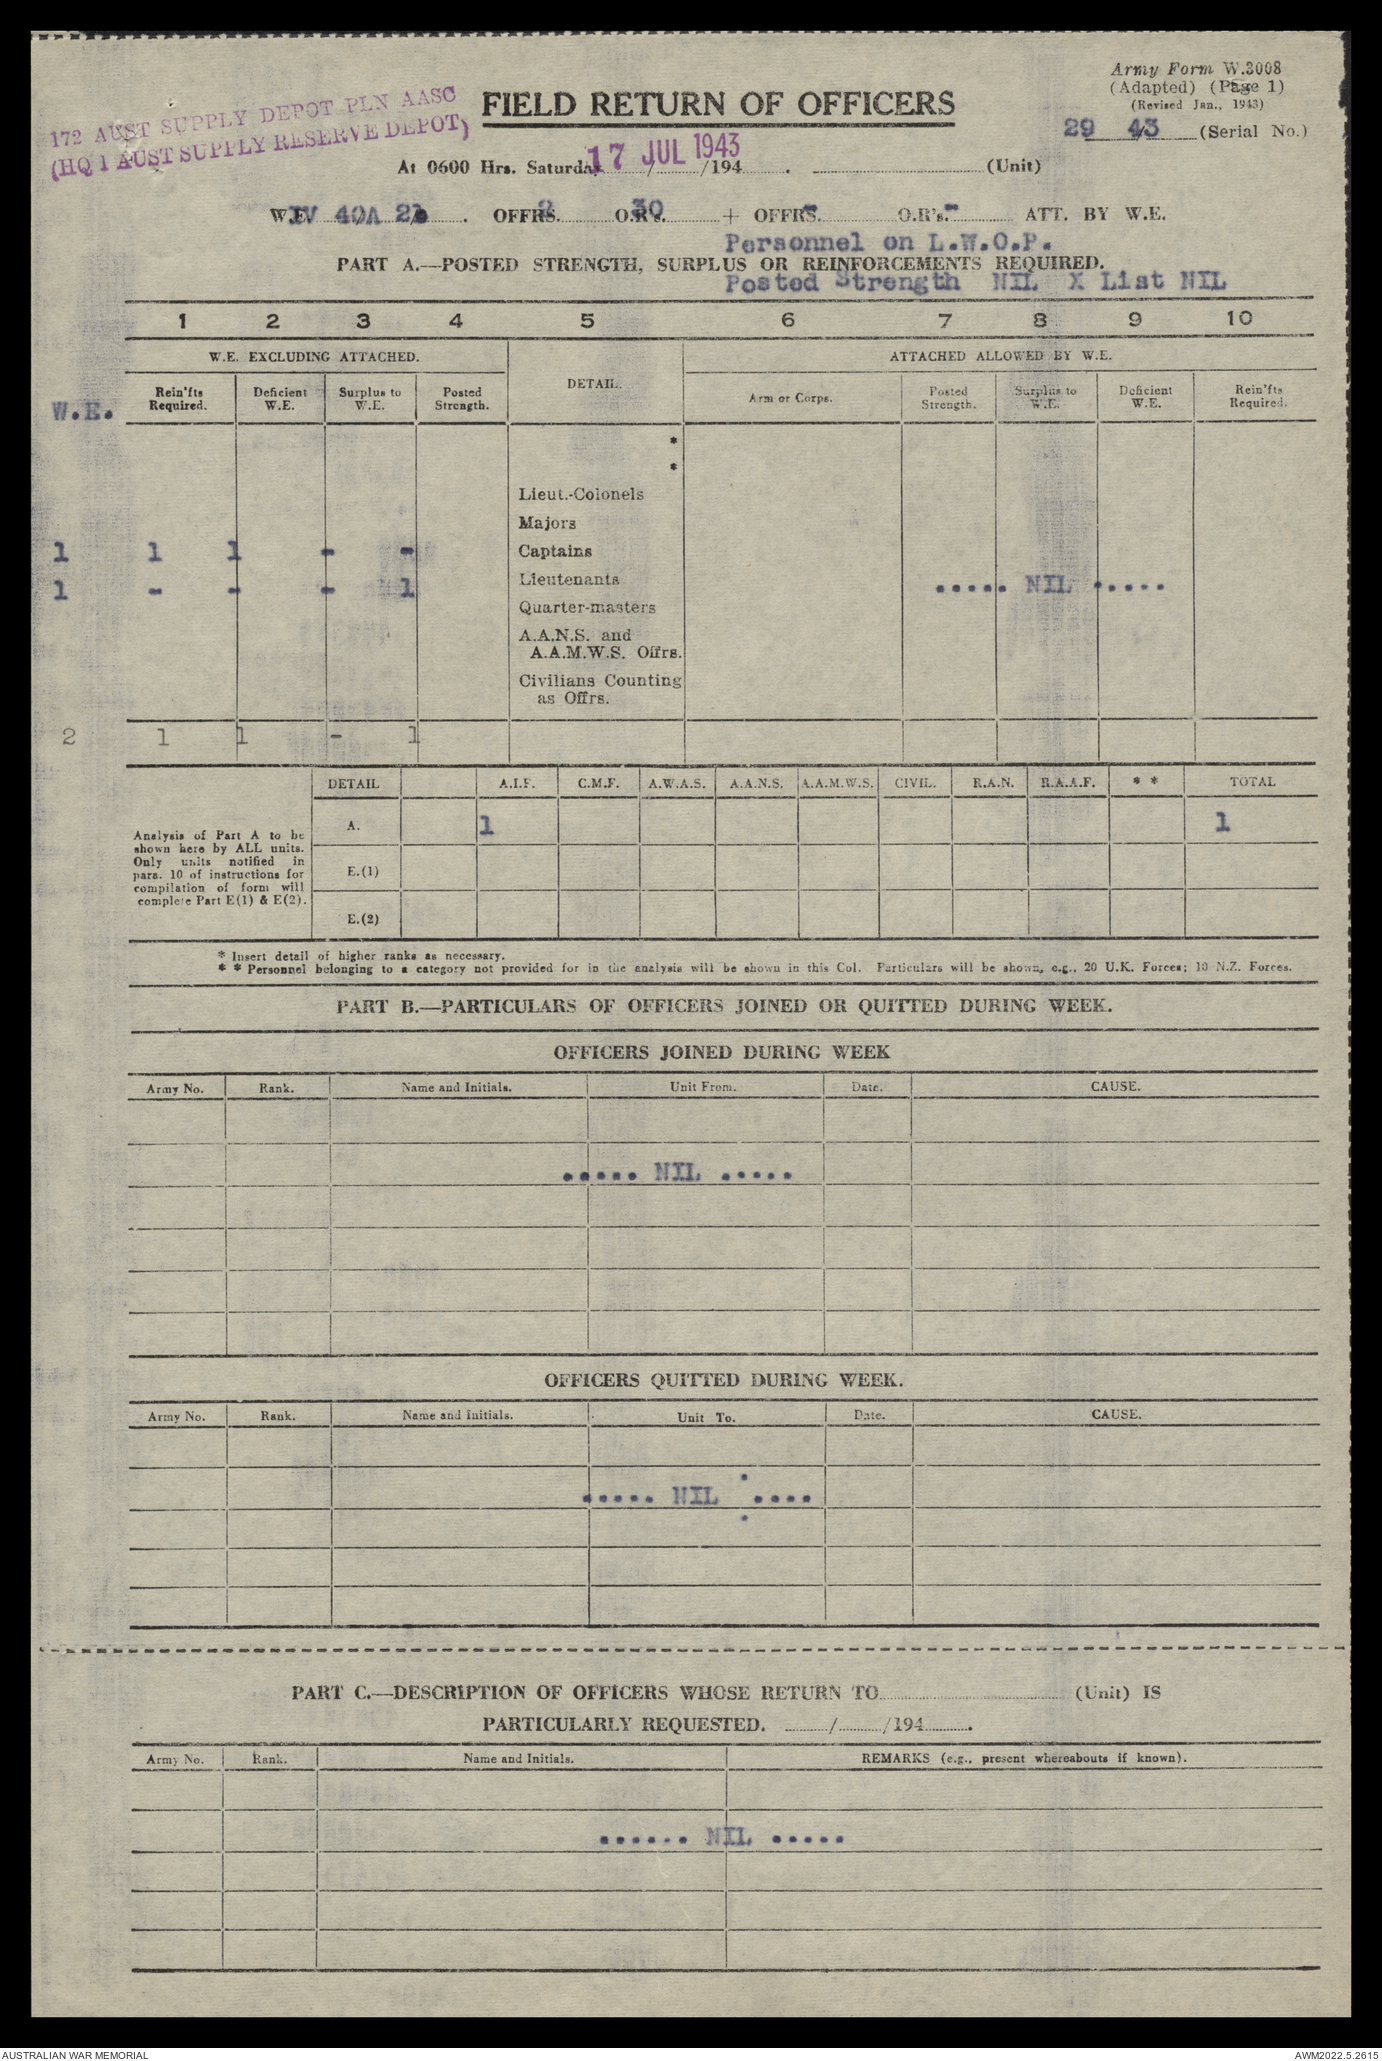 Army Form W.3008
(Adapted) (Page 1)
(Revised Jan., 1943)
29 / 43 (Serial No.)
172 AUST SUPPLY DEPOT PLN AASC
(HQ 1 AUST SUPPLY RESERVE DEPOT)
FIELD RETURN OF OFFICERS
At 0600 Hrs. Saturday 17 JUL 1943 / /194 . (Unit)
W.E. IV 40A 2 . OFFRS. 2 O.R's. 30 + OFFRS. - O.R's. - ATT. BY W.E.
Personnel on L.W.O.P.
PART A.—POSTED STRENGTH, SURPLUS OR REINFORCEMENTS REQUIRED.
Posted Strength NIL X List NIL
1 2 3 4 5 6 7 8 9 10
W.E. EXCLUDING ATTACHED. DETAIL. ATTACHED ALLOWED BY W.E.
W.E. Rein'fts Required. Deficient W.E. Surplus to W.E. Posted Strength. Arm or Corps. Posted Strength. Surplus to W.E. Deficient W.E. Rein'fts Required.
*
*
Lieut.-Colonels
Majors
1 1 1 - - Captains
1 - - - 1 Lieutenants ..... NIL .....
Quarter-masters
A.A.N.S. and
A.A.M.W.S. Offrs.
Civilians Counting
as Offrs.
2 1 1 - 1
DETAIL A.I.F. C.M.F. A.W.A.S. A.A.N.S. A.A.M.W.S. CIVIL. R.A.N. R.A.A.F. * * TOTAL
Analysis of Part A to be
shown here by ALL units.
Only units notified in
para. 10 of instructions for
compilation of form will
complete Part E(1) & E(2).
A. 1 1
E.(1)
E.(2)
* Insert detail of higher ranks as necessary.
* * Personnel belonging to a category not provided for in the analysis will be shown in this Col. Particulars will be shown, e.g., 20 U.K. Forces; 10 N.Z. Forces.
PART B.—PARTICULARS OF OFFICERS JOINED OR QUITTED DURING WEEK.
OFFICERS JOINED DURING WEEK
Army No. Rank. Name and Initials. Unit From. Date. CAUSE.
..... NIL .....
OFFICERS QUITTED DURING WEEK.
Army No. Rank. Name and Initials. Unit To. Date. CAUSE.
..... NIL ....
PART C.—DESCRIPTION OF OFFICERS WHOSE RETURN TO (Unit) IS
PARTICULARLY REQUESTED. / /194 .
Army No. Rank. Name and Initials. REMARKS (e.g., present whereabouts if known).
...... NIL .....
AUSTRALIAN WAR MEMORIAL AWM2022.5.2615